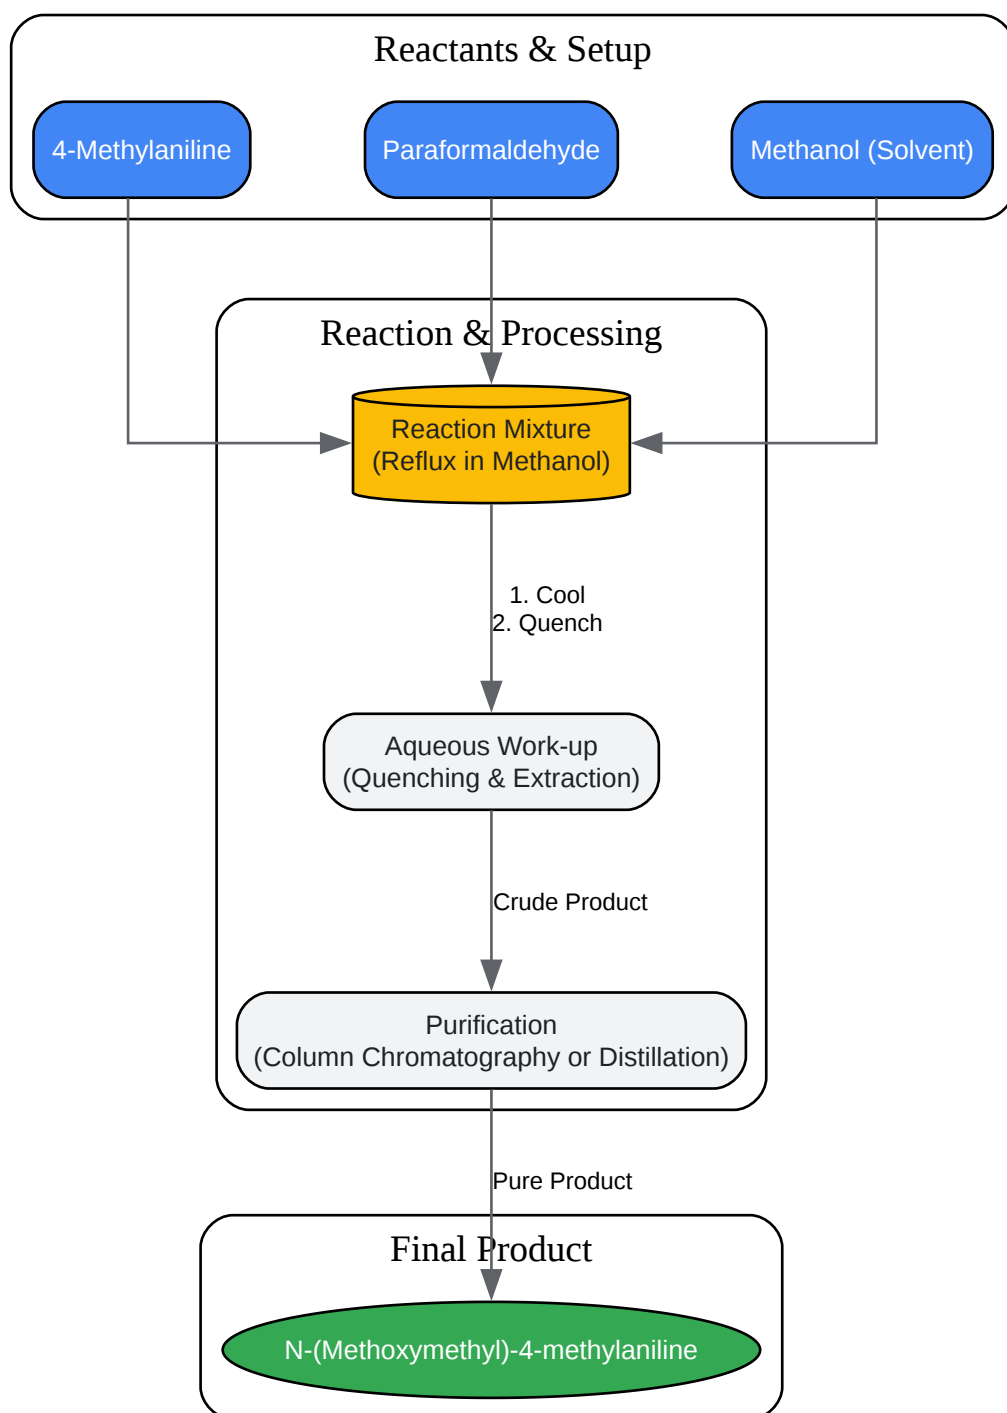 Reactants & Setup
4-Methylaniline
Paraformaldehyde
Methanol (Solvent)
Reaction & Processing
Reaction Mixture
(Reflux in Methanol)
1. Cool
2. Quench
Aqueous Work-up
(Quenching & Extraction)
Crude Product
Purification
(Column Chromatography or Distillation)
Pure Product
Final Product
N-(Methoxymethyl)-4-methylaniline